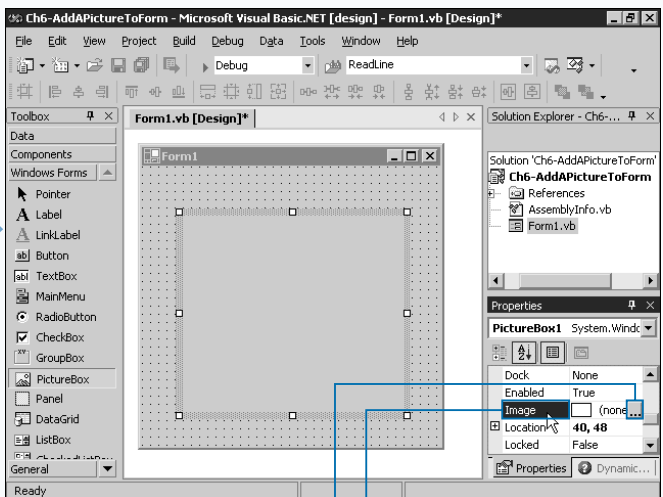 Ch6-AddAPictureToForm - Microsoft Visual Basic.NET [design] - Form1.vb [Design]*
File Edit View Project Build Debug Data Tools Window Help
Debug ReadLine
Toolbox
Form1.vb [Design]*
Solution Explorer - Ch6-...
Data
Components
Windows Forms
Pointer
Label
LinkLabel
Button
TextBox
MainMenu
RadioButton
CheckBox
GroupBox
PictureBox
Panel
DataGrid
ListBox
CheckedListBox
General
Form1
Solution 'Ch6-AddAPictureToForm'
Ch6-AddAPictureToForm
References
AssemblyInfo.vb
Form1.vb
Properties
PictureBox1 System.Windc
Dock None
Enabled True
Image (none ...
Location 40, 48
Locked False
Properties Dynamic...
Ready